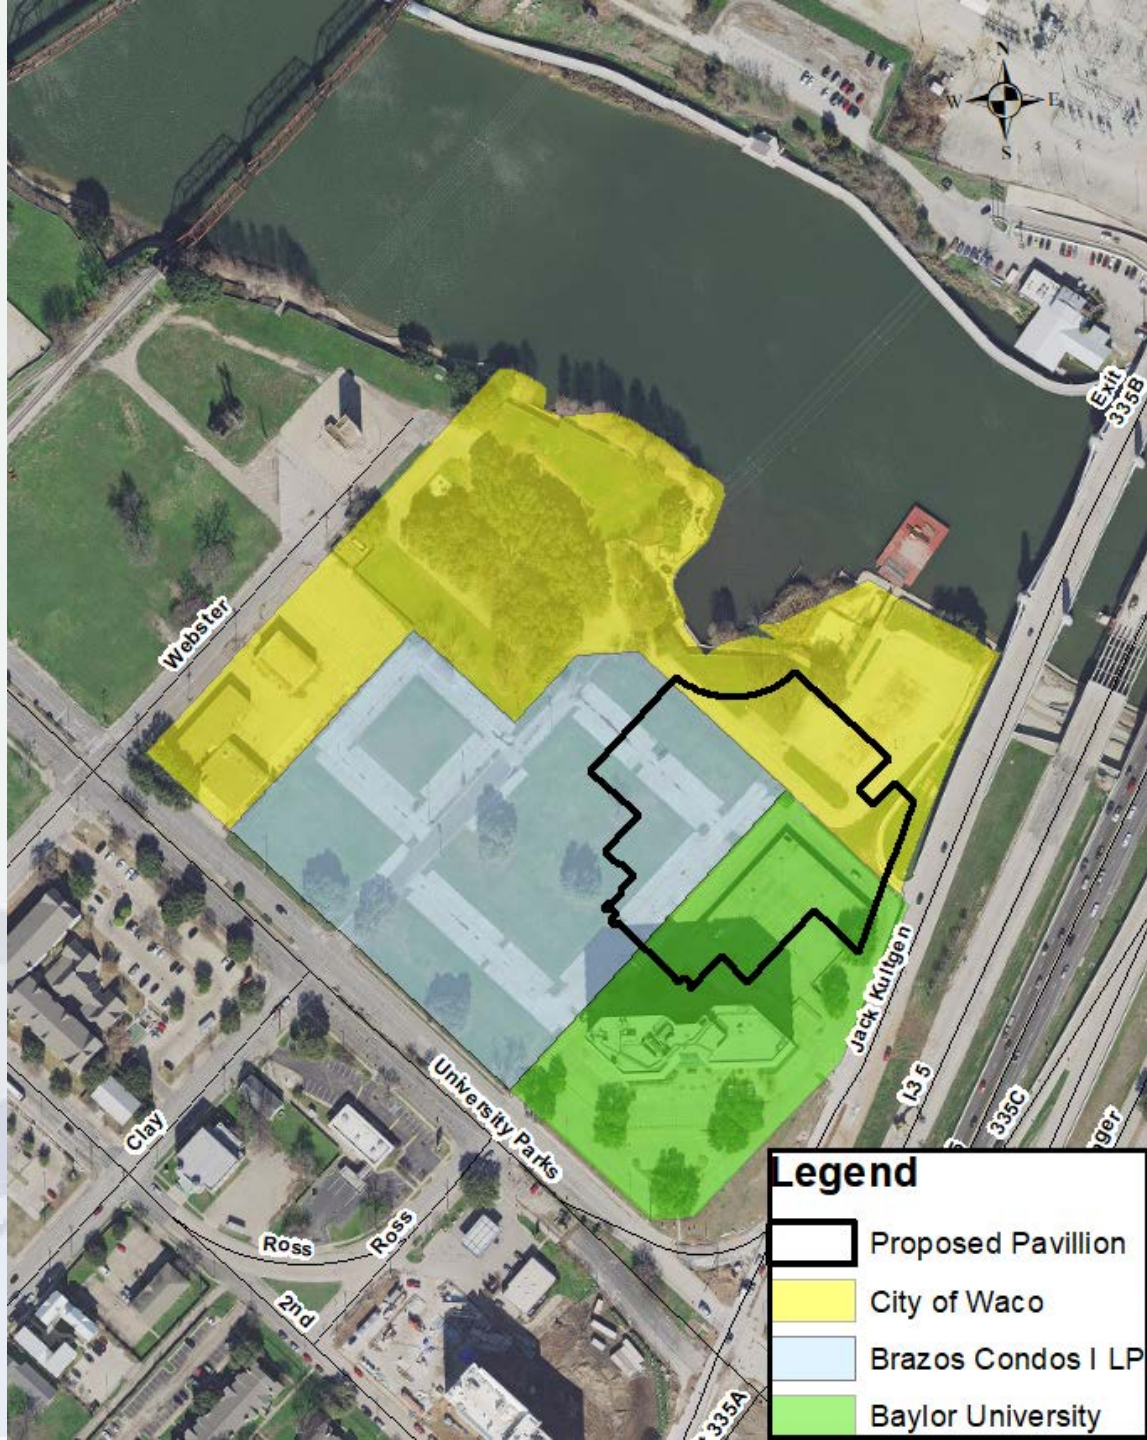 N
W E
S
Exit
335B
Webster
Jack Kultgen
I-35
335C
University Parks
Clay
Ross
Ross
2nd
335A
Legend
Proposed Pavillion
City of Waco
Brazos Condos I LP
Baylor University